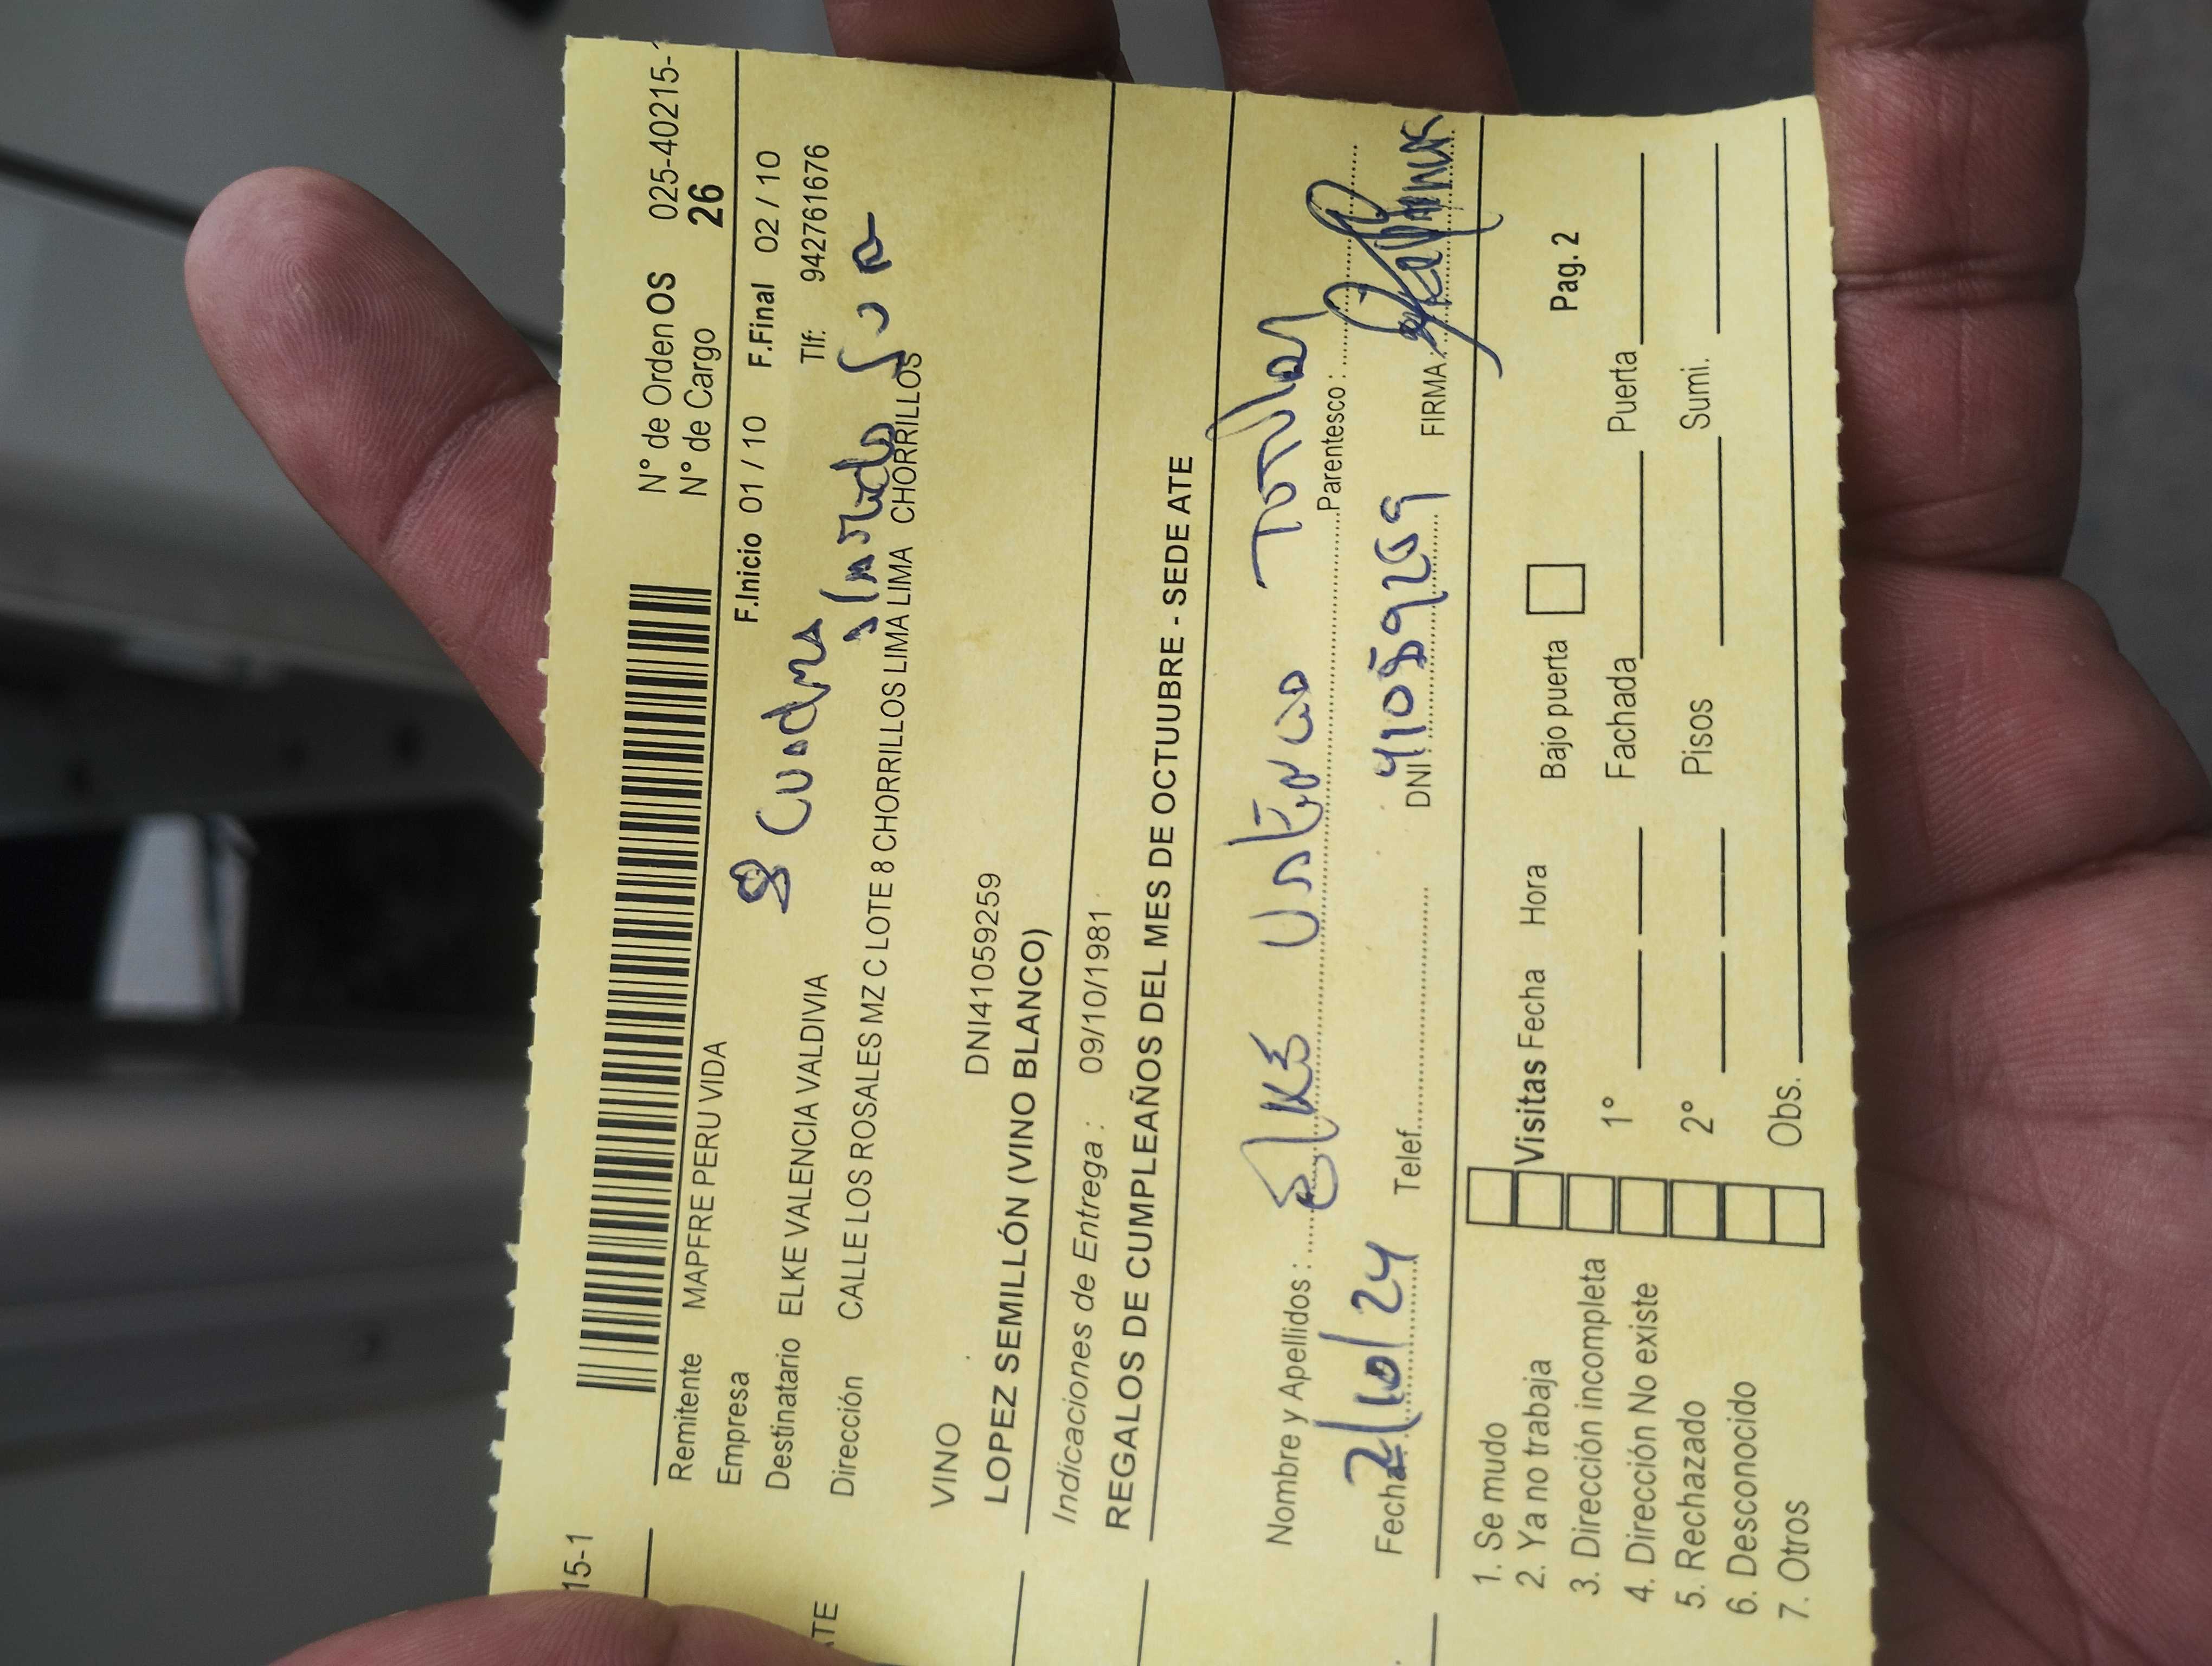 15-1
ATE
N° de Orden OS 025-40215-1
N° de Cargo 26
Remitente MAPFRE PERU VIDA
F.Inicio 01 / 10 F.Final 02 / 10
Empresa
8 Cuadra
Tlf: 942761676
Destinatario ELKE VALENCIA VALDIVIA
Dirección CALLE LOS ROSALES MZ C LOTE 8 CHORRILLOS LIMA LIMA CHORRILLOS
VINO DNI41059259
LOPEZ SEMILLÓN (VINO BLANCO)
Indicaciones de Entrega : 09/10/1981
REGALOS DE CUMPLEAÑOS DEL MES DE OCTUUBRE - SEDE ATE
Nombre y Apellidos : Elke
Parentesco :
Fecha: 2/10/24 Telef. DNI: 41059259 FIRMA:
1. Se mudo
2. Ya no trabaja
3. Dirección incompleta
4. Dirección No existe
5. Rechazado
6. Desconocido
7. Otros
Visitas Fecha Hora Bajo puerta Pag. 2
1° Fachada Puerta
2° Pisos Sumi.
Obs.